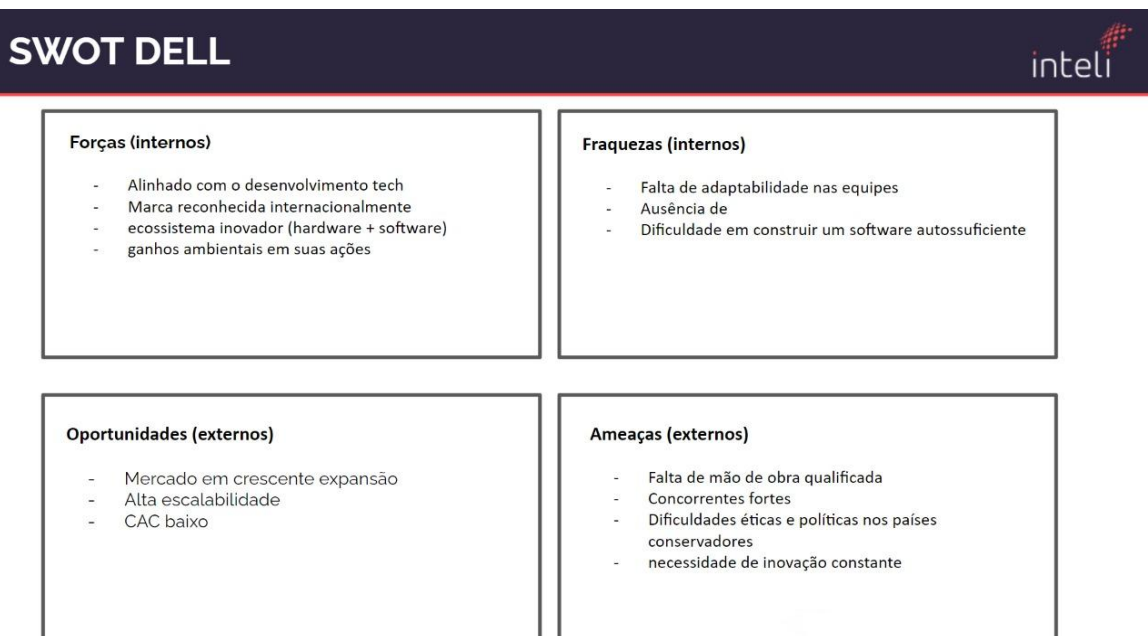 SWOT DELL
inteli
Forças (internos)
- Alinhado com o desenvolvimento tech
- Marca reconhecida internacionalmente
- ecossistema inovador (hardware + software)
- ganhos ambientais em suas ações
Fraquezas (internos)
- Falta de adaptabilidade nas equipes
- Ausência de
- Dificuldade em construir um software autossuficiente
Oportunidades (externos)
- Mercado em crescente expansão
- Alta escalabilidade
- CAC baixo
Ameaças (externos)
- Falta de mão de obra qualificada
- Concorrentes fortes
- Dificuldades éticas e políticas nos países
conservadores
- necessidade de inovação constante